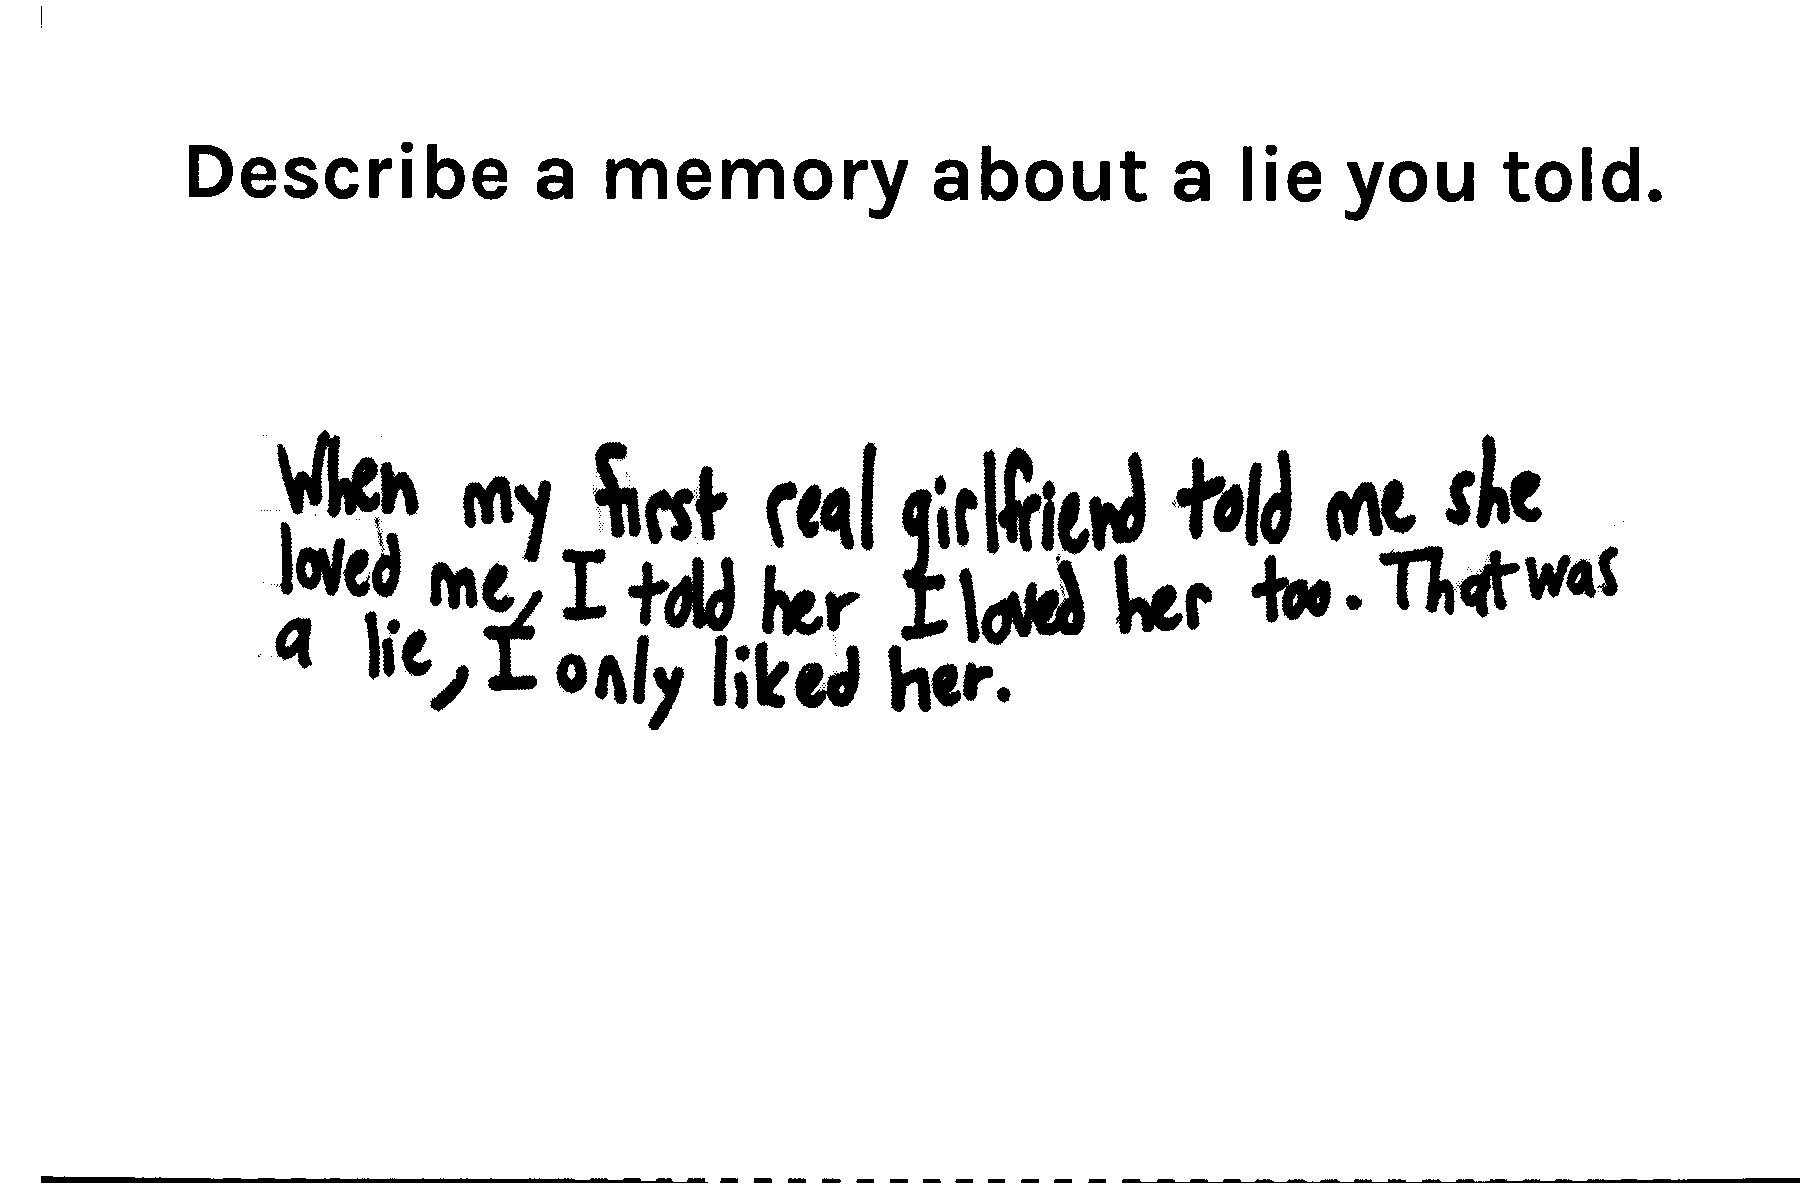 Describe a memory about a lie you told.
When my first real girlfriend told me she
loved me, I told her I loved her too. That was
a lie, I only liked her.